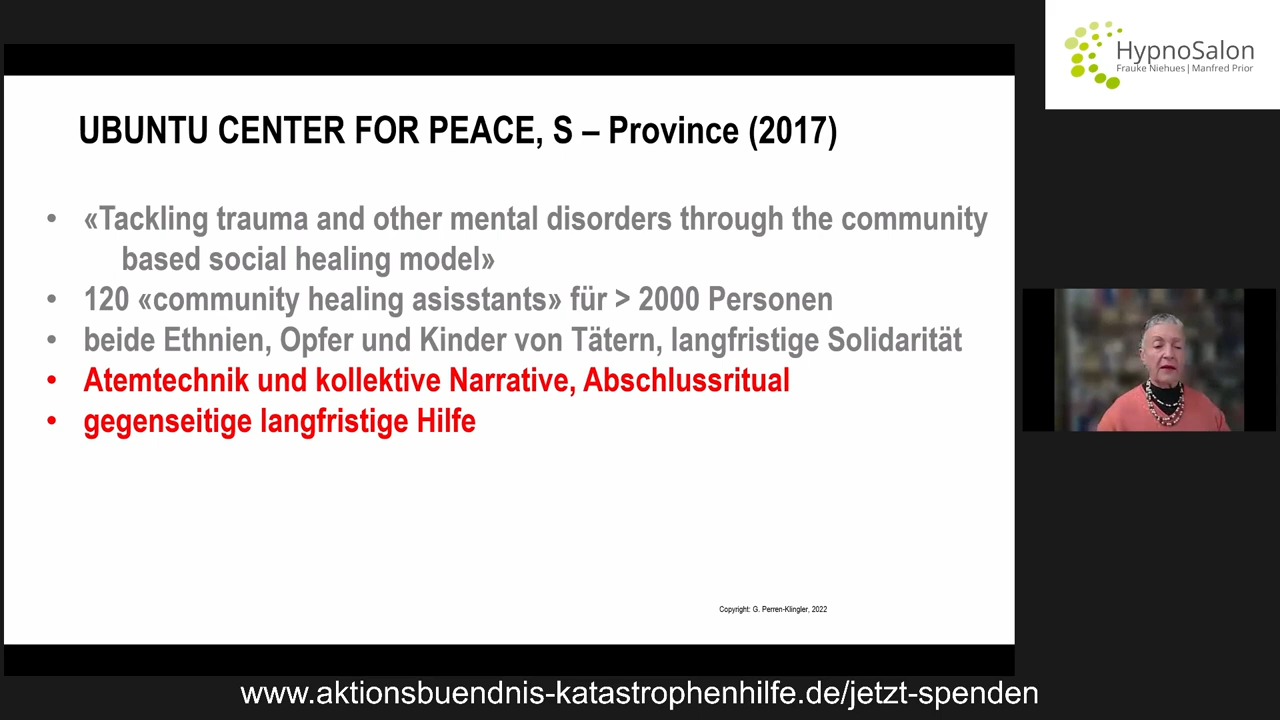 HypnoSalon
Frauke Niehues | Manfred Prior
UBUNTU CENTER FOR PEACE, S – Province (2017)
• «Tackling trauma and other mental disorders through the community
based social healing model»
• 120 «community healing asisstants» für > 2000 Personen
• beide Ethnien, Opfer und Kinder von Tätern, langfristige Solidarität
• Atemtechnik und kollektive Narrative, Abschlussritual
• gegenseitige langfristige Hilfe
Copyright: G. Perren-Klingler, 2022
www.aktionsbuendnis-katastrophenhilfe.de/jetzt-spenden